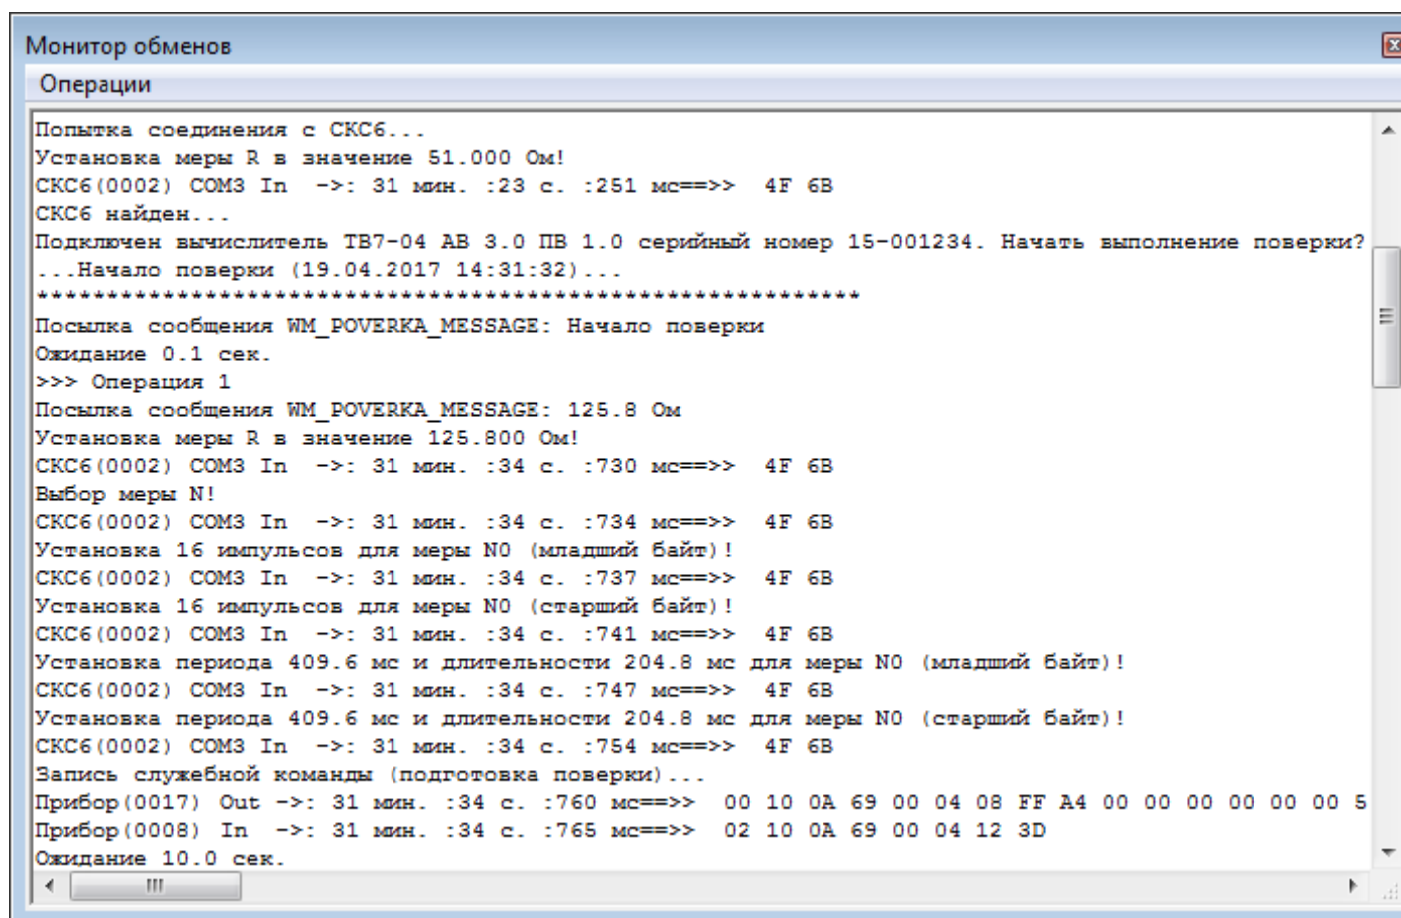 Монитор обменов
Операции
Попытка соединения с СКС6...
Установка меры R в значение 51.000 Ом!
СКС6(0002) COM3 In  ->: 31 мин. :23 с. :251 мс==>>  4F 6B
СКС6 найден...
Подключен вычислитель ТВ7-04 АВ 3.0 ПВ 1.0 серийный номер 15-001234. Начать выполнение поверки?
...Начало поверки (19.04.2017 14:31:32)...
***********************************************************
Посылка сообщения WM_POVERKA_MESSAGE: Начало поверки
Ожидание 0.1 сек.
>>> Операция 1
Посылка сообщения WM_POVERKA_MESSAGE: 125.8 Ом
Установка меры R в значение 125.800 Ом!
СКС6(0002) COM3 In  ->: 31 мин. :34 с. :730 мс==>>  4F 6B
Выбор меры N!
СКС6(0002) COM3 In  ->: 31 мин. :34 с. :734 мс==>>  4F 6B
Установка 16 импульсов для меры N0 (младший байт)!
СКС6(0002) COM3 In  ->: 31 мин. :34 с. :737 мс==>>  4F 6B
Установка 16 импульсов для меры N0 (старший байт)!
СКС6(0002) COM3 In  ->: 31 мин. :34 с. :741 мс==>>  4F 6B
Установка периода 409.6 мс и длительности 204.8 мс для меры N0 (младший байт)!
СКС6(0002) COM3 In  ->: 31 мин. :34 с. :747 мс==>>  4F 6B
Установка периода 409.6 мс и длительности 204.8 мс для меры N0 (старший байт)!
СКС6(0002) COM3 In  ->: 31 мин. :34 с. :754 мс==>>  4F 6B
Запись служебной команды (подготовка поверки)...
Прибор(0017) Out ->: 31 мин. :34 с. :760 мс==>>  00 10 0A 69 00 04 08 FF A4 00 00 00 00 00 00 5
Прибор(0008) In  ->: 31 мин. :34 с. :765 мс==>>  02 10 0A 69 00 04 12 3D
Ожидание 10.0 сек.